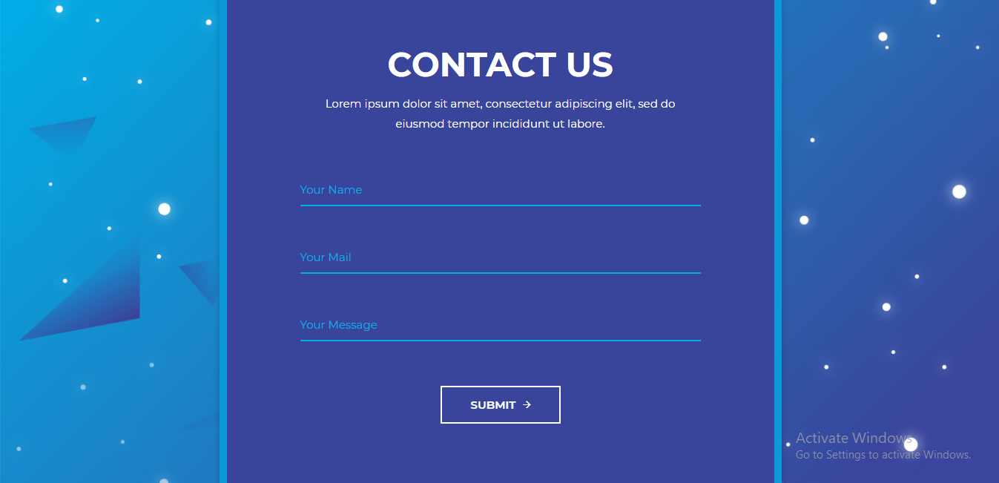 CONTACT US
Lorem ipsum dolor sit amet, consectetur adipiscing elit, sed do
eiusmod tempor incididunt ut labore.
Your Name
Your Mail
Your Message
SUBMIT →
Activate Windows
Go to Settings to activate Windows.